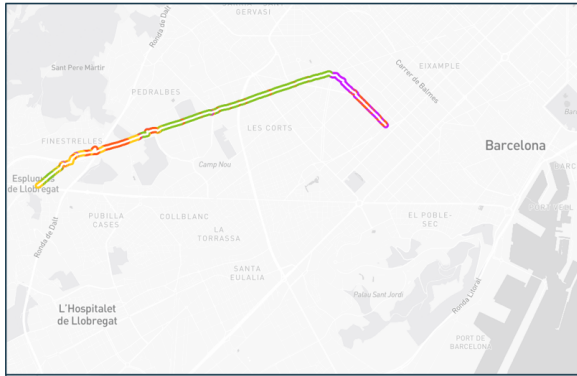 GERVASI
Ronda de Dalt
Sant Pere Màrtir
EIXAMPLE
Carrer de Balmes
PEDRALBES
LES CORTS
FINESTRELLES
Barcelona
Camp Nou
Esplugues
de Llobregat
PUBILLA
CASES
COLLBLANC
EL POBLE-
SEC
LA
TORRASSA
Ronda de Dalt
SANTA
EULALIA
Palau Sant Jordi
Ronda Litoral
L'Hospitalet
de Llobregat
PORT DE
BARCELONA